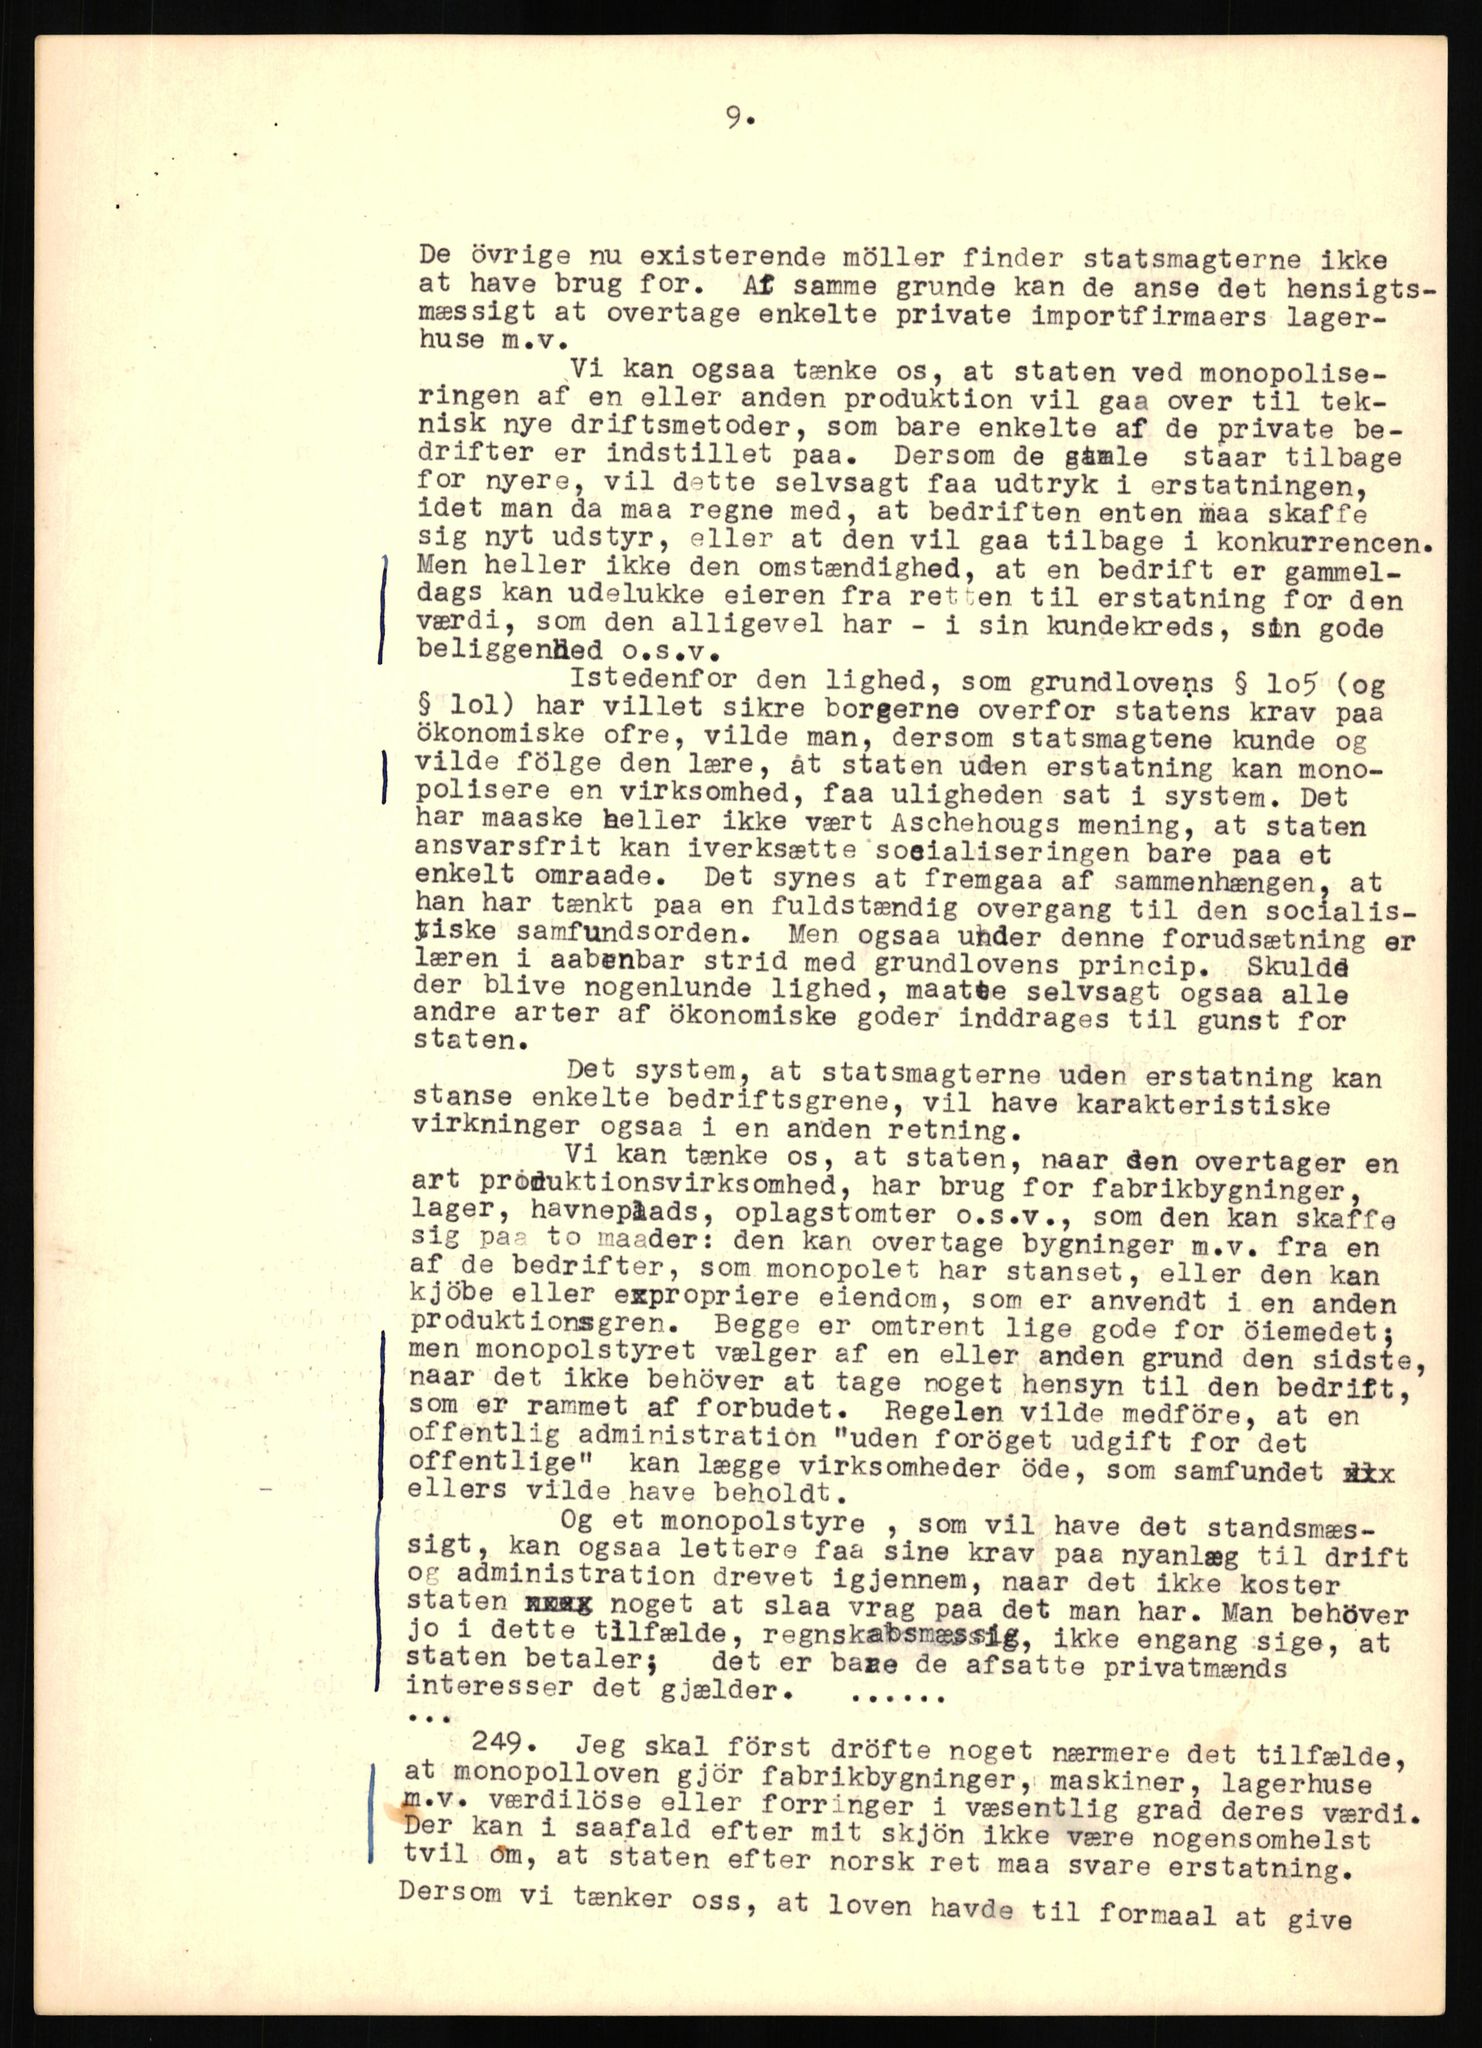 9.
De övrige nu existerende möller finder statsmagterne ikke
at have brug for. Af samme grunde kan de anse det hensigts-
mæssigt at overtage enkelte private importfirmaers lager-
huse m.v.
Vi kan ogsaa tænke os, at staten ved monopolise-
ringen af en eller anden produktion vil gaa over til tek-
nisk nye driftsmetoder, som bare enkelte af de private be-
drifter er indstillet paa. Dersom de gamle staar tilbage
for nyere, vil dette selvsagt faa udtryk i erstatningen,
idet man da maa regne med, at bedriften enten maa skaffe
sig nyt udstyr, eller at den vil gaa tilbage i konkurrencen.
Men heller ikke den omstændighed, at en bedrift er gammel-
dags kan udelukke eieren fra retten til erstatning for den
værdi, som den alligevel har - i sin kundekreds, sin gode
beliggenhed o.s.v.
Istedenfor den lighed, som grundlovens § lo5 (og
§ lol) har villet sikre borgerne overfor statens krav paa
ökonomiske ofre, vilde man, dersom statsmagtene kunde og
vilde fölge den lære, at staten uden erstatning kan mono-
polisere en virksomhed, faa uligheden sat i system. Det
har maaske heller ikke vært Aschehougs mening, at staten
ansvarsfrit kan iverksætte socialiseringen bare paa et
enkelt omraade. Det synes at fremgaa af sammenhængen, at
han har tænkt paa en fuldstændig overgang til den socialis-
tiske samfundsorden. Men ogsaa under denne forudsætning er
læren i aabenbar strid med grundlovens princip. Skulde
der blive nogenlunde lighed, maatte selvsagt ogsaa alle
andre arter af ökonomiske goder inddrages til gunst for
staten.
Det system, at statsmagterne uden erstatning kan
stanse enkelte bedriftsgrene, vil have karakteristiske
virkninger ogsaa i en anden retning.
Vi kan tænke os, at staten, naar den overtager en
art produktionsvirksomhed, har brug for fabrikbygninger,
lager, havneplads, oplagstomter o.s.v., som den kan skaffe
sig paa to maader: den kan overtage bygninger m.v. fra en
af de bedrifter, som monopolet har stanset, eller den kan
kjöbe eller expropriere eiendom, som er anvendt i en anden
produktionsgren. Begge er omtrent lige gode for öiemedet;
men monopolstyret vælger af en eller anden grund den sidste,
naar det ikke behöver at tage noget hensyn til den bedrift,
som er rammet af forbudet. Regelen vilde medföre, at en
offentlig administration "uden foröget udgift for det
offentlige" kan lægge virksomheder öde, som samfundet
ellers vilde have beholdt.
Og et monopolstyre , som vil have det standsmæs-
sigt, kan ogsaa lettere faa sine krav paa nyanlæg til drift
og administration drevet igjennem, naar det ikke koster
staten noget at slaa vrag paa det man har. Man behöver
jo i dette tilfælde, regnskabsmæssig, ikke engang sige, at
staten betaler; det er bare de afsatte privatmænds
interesser det gjælder. ......
...
249. Jeg skal först dröfte noget nærmere det tilfælde,
at monopolloven gjör fabrikbygninger, maskiner, lagerhuse
m.v. værdilöse eller forringer i væsentlig grad deres værdi.
Der kan i saafald efter mit skjön ikke være nogensomhelst
tvil om, at staten efter norsk ret maa svare erstatning.
Dersom vi tænker oss, at loven havde til formaal at give